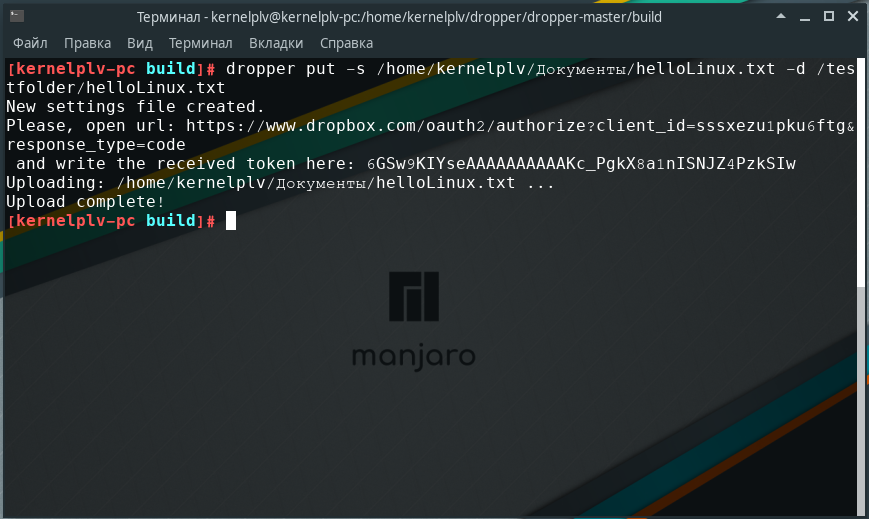 Терминал - kernelplv@kernelplv-pc:/home/kernelplv/dropper/dropper-master/build
Файл Правка Вид Терминал Вкладки Справка
[kernelplv-pc build]# dropper put -s /home/kernelplv/Документы/helloLinux.txt -d /tes
tfolder/helloLinux.txt
New settings file created.
Please, open url: https://www.dropbox.com/oauth2/authorize?client_id=sssxezu1pku6ftg&
response_type=code
 and write the received token here: 6GSw9KIYseAAAAAAAAAAKc_PgkX8a1nISNJZ4PzkSIw
Uploading: /home/kernelplv/Документы/helloLinux.txt ...
Upload complete!
[kernelplv-pc build]#
manjaro